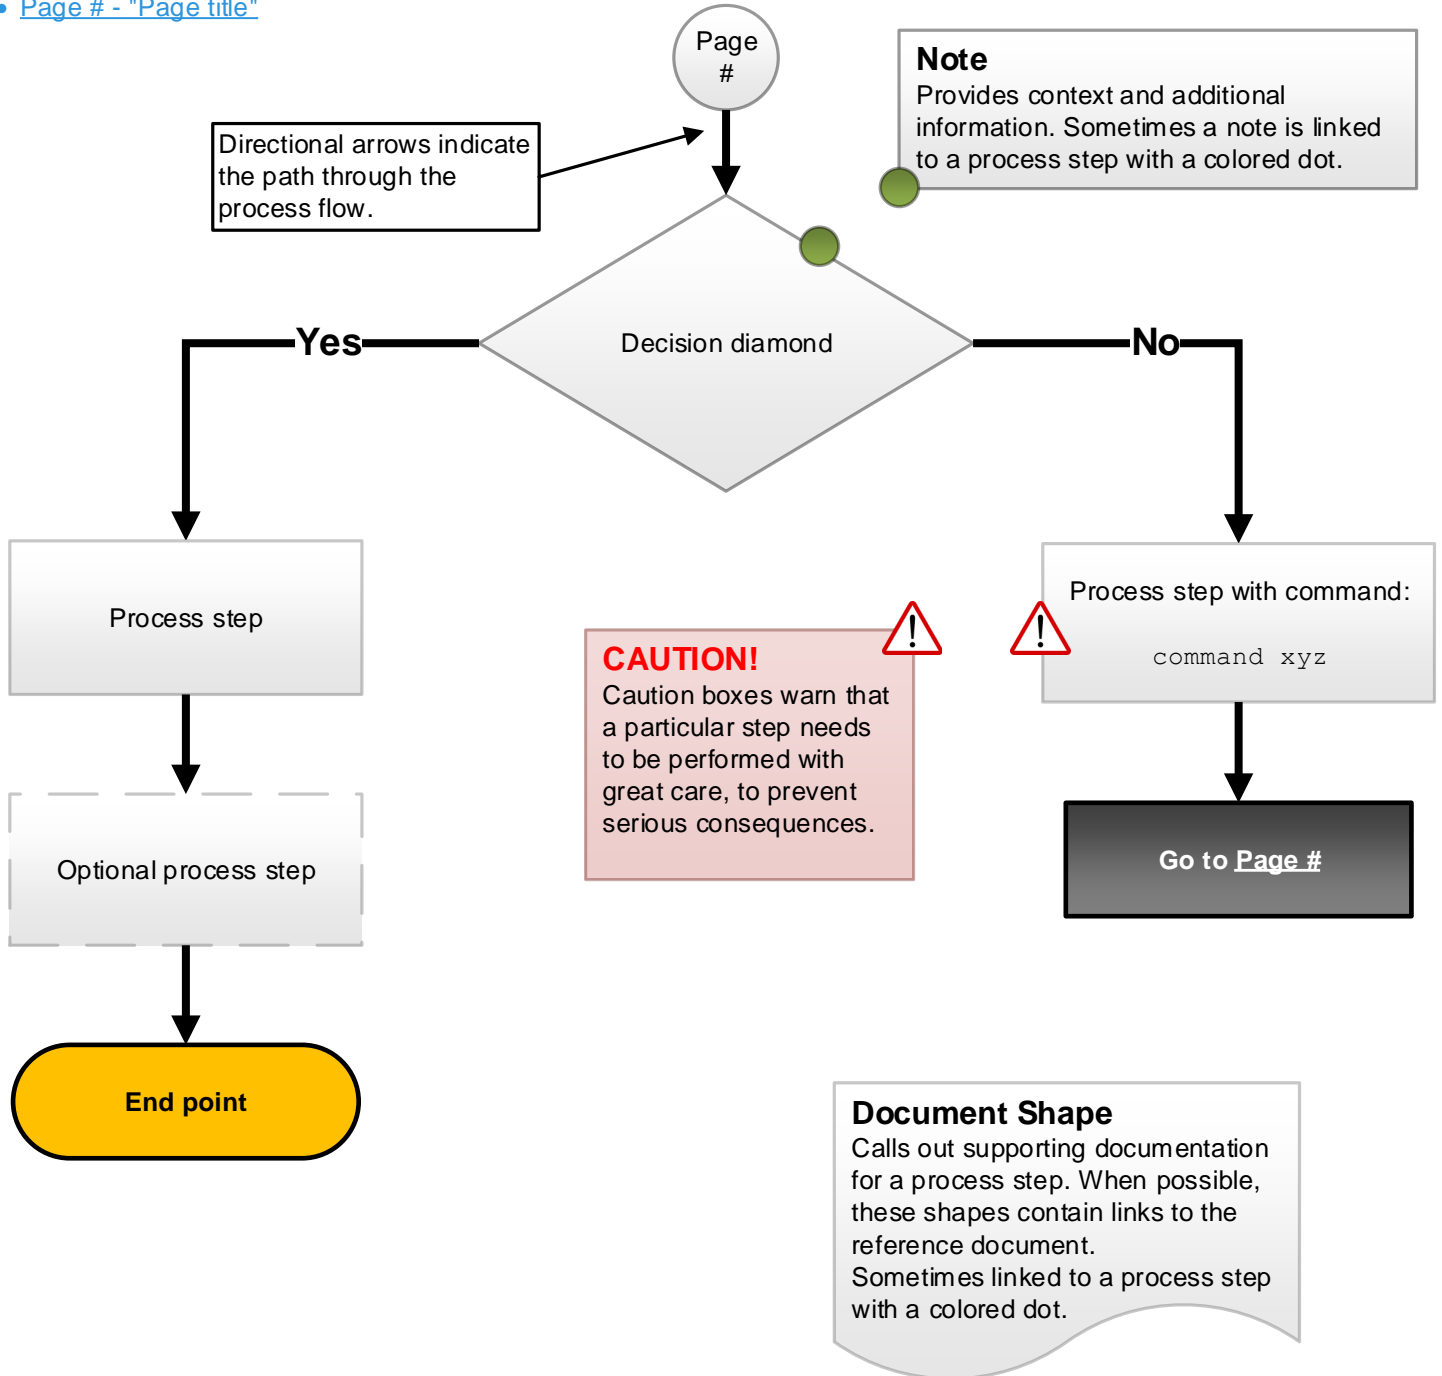 • Page # - "Page title"
Page
#
Note
Provides context and additional
information. Sometimes a note is linked
to a process step with a colored dot.
Directional arrows indicate
the path through the
process flow.
Yes
Decision diamond
No
Process step
Process step with command:
command xyz
CAUTION!
Caution boxes warn that
a particular step needs
to be performed with
great care, to prevent
serious consequences.
Optional process step
Go to Page #
End point
Document Shape
Calls out supporting documentation
for a process step. When possible,
these shapes contain links to the
reference document.
Sometimes linked to a process step
with a colored dot.